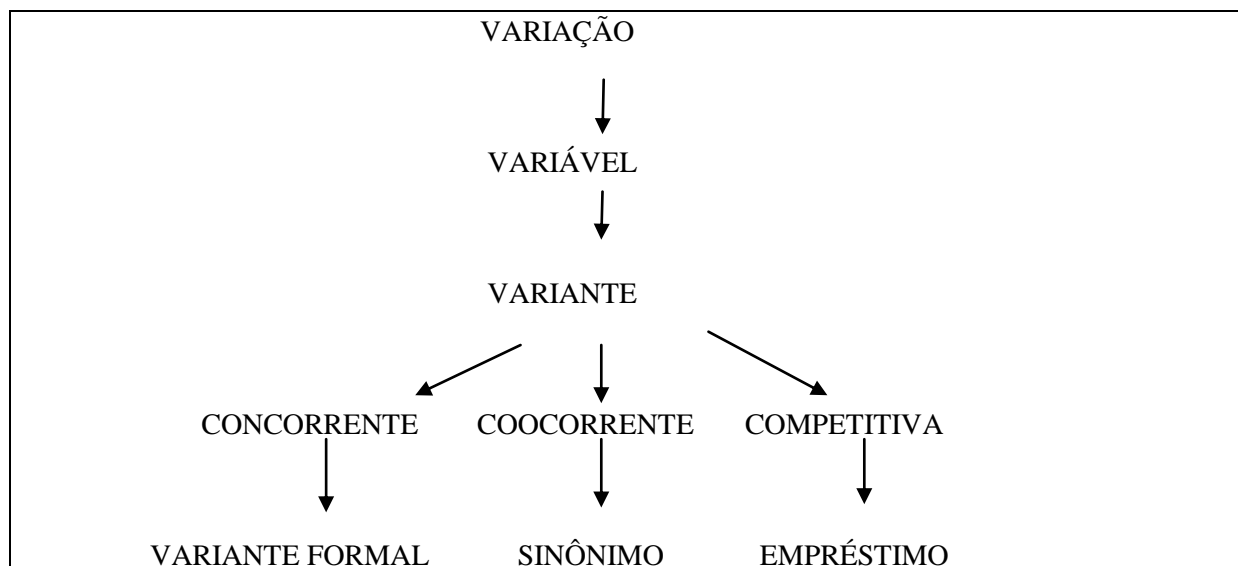 VARIAÇÃO
VARIÁVEL
VARIANTE
CONCORRENTE COOCORRENTE COMPETITIVA
VARIANTE FORMAL SINÔNIMO EMPRÉSTIMO